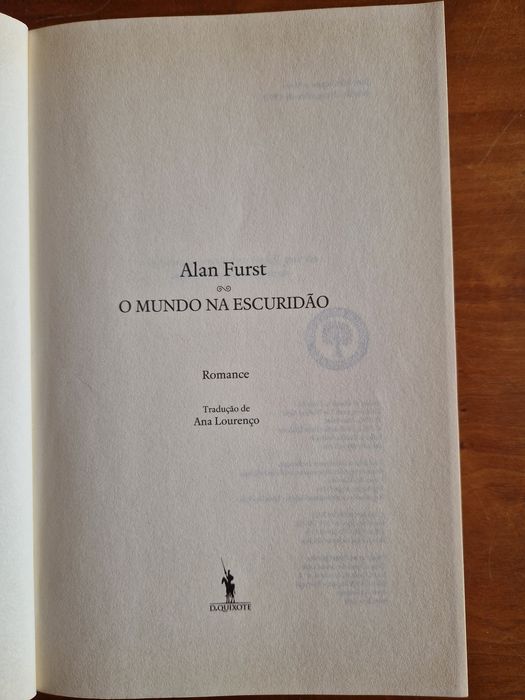 Alan Furst
O MUNDO NA ESCURIDÃO
Romance
Tradução de
Ana Lourenço
D.QUIXOTE